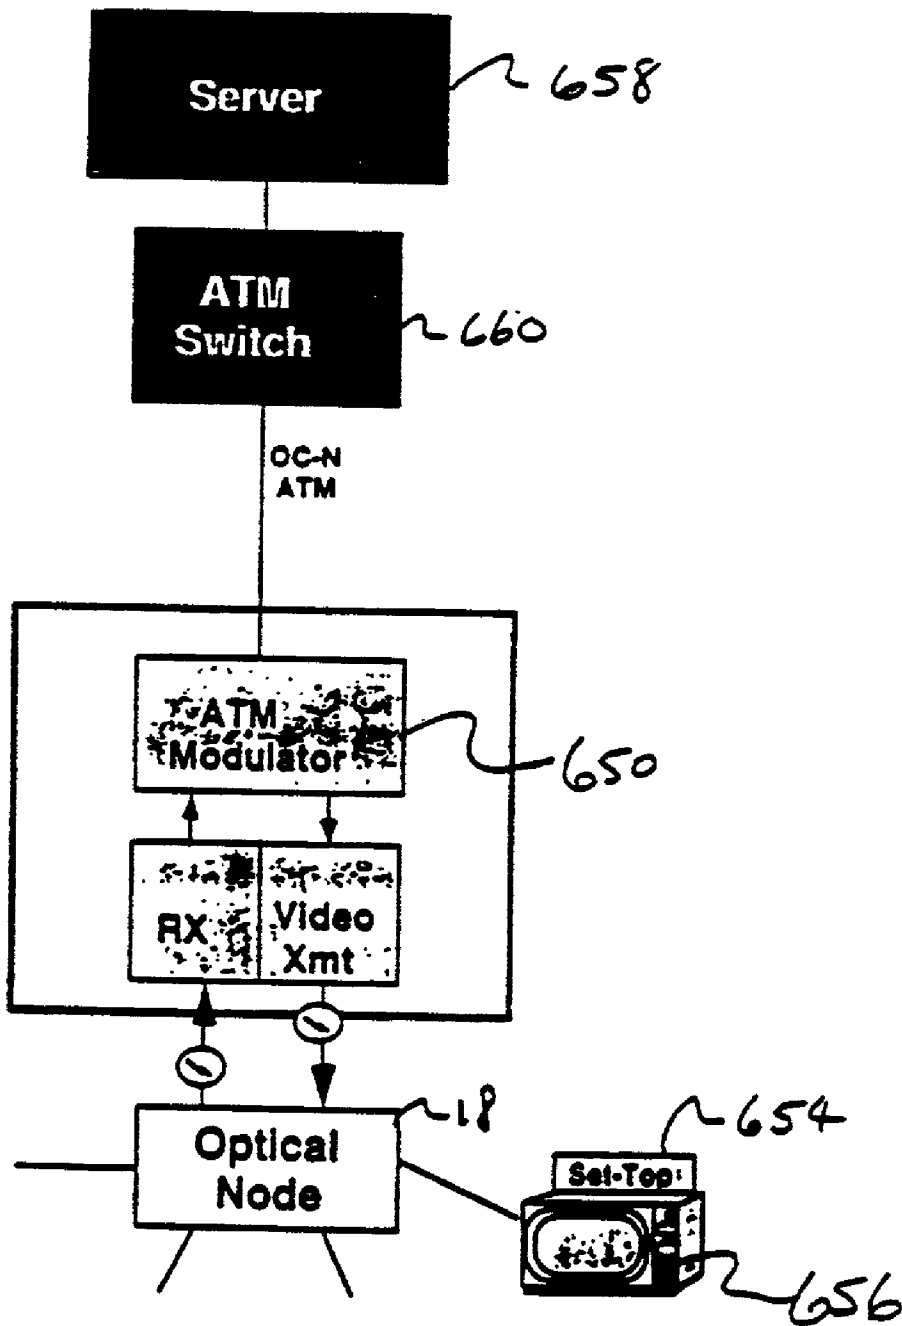 Server
658
ATM
Switch
660
OC-N
ATM
ATM
Modulator
650
RX
Video
Xmt
18
Optical
Node
654
Set-Top
656